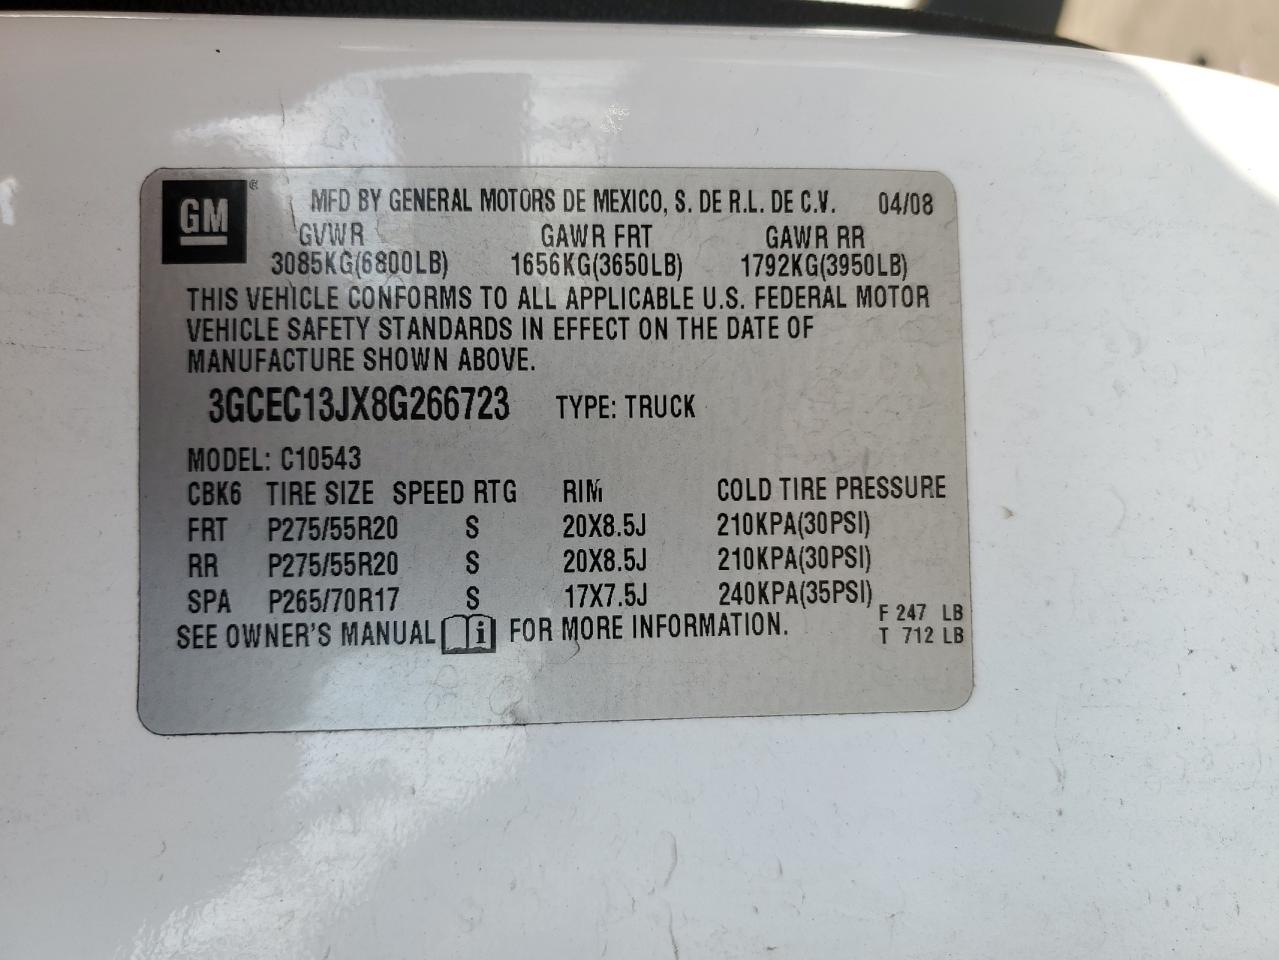 GM ® MFD BY GENERAL MOTORS DE MEXICO, S. DE R.L. DE C.V. 04/08
GVWR GAWR FRT GAWR RR
3085KG(6800LB) 1656KG(3650LB) 1792KG(3950LB)
THIS VEHICLE CONFORMS TO ALL APPLICABLE U.S. FEDERAL MOTOR
VEHICLE SAFETY STANDARDS IN EFFECT ON THE DATE OF
MANUFACTURE SHOWN ABOVE.
3GCEC13JX8G266723 TYPE: TRUCK
MODEL: C10543
CBK6 TIRE SIZE SPEED RTG RIM COLD TIRE PRESSURE
FRT P275/55R20 S 20X8.5J 210KPA(30PSI)
RR P275/55R20 S 20X8.5J 210KPA(30PSI)
SPA P265/70R17 S 17X7.5J 240KPA(35PSI)
F 247 LB
SEE OWNER'S MANUAL i FOR MORE INFORMATION. T 712 LB